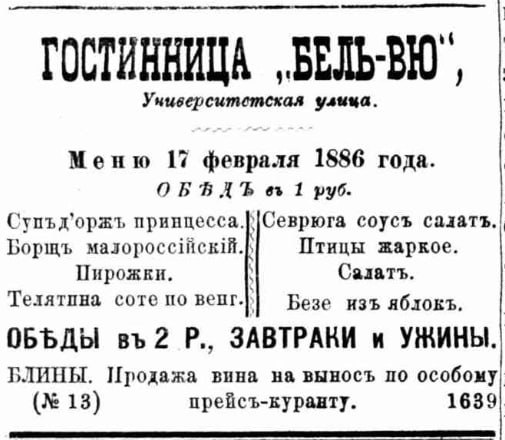 ГОСТИННИЦА „БЕЛЬ-ВЮ“,
Университетская улица.
Меню 17 февраля 1886 года.
ОБѢДЪ въ 1 руб.
Супъд’оржъ принцесса.
Борщъ малороссійскій.
Пирожки.
Телятина соте по венг.
Севрюга соусъ салатъ.
Птицы жаркое.
Салатъ.
Безе изъ яблокъ.
ОБѢДЫ въ 2 Р., ЗАВТРАКИ и УЖИНЫ.
БЛИНЫ. Продажа вина на выносъ по особому
(№ 13) прейсъ-куранту. 1639